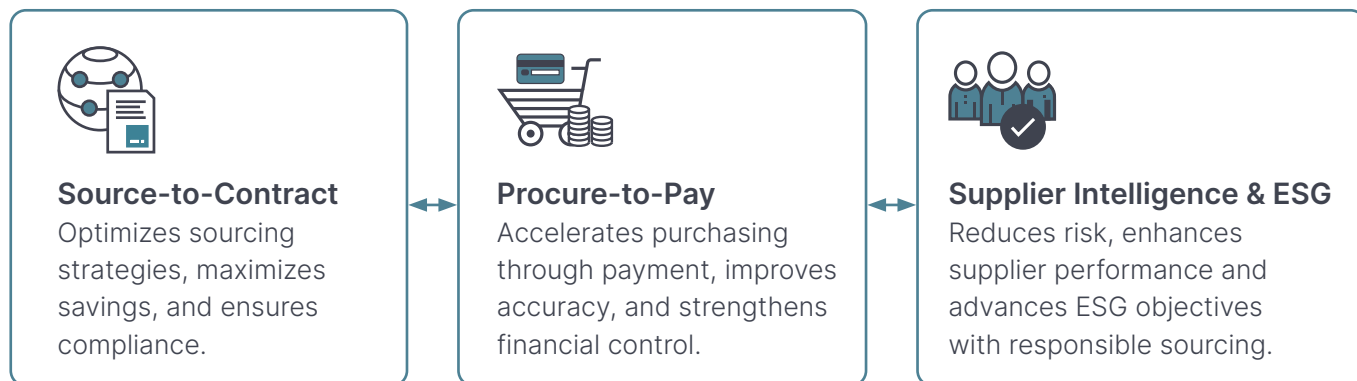 Source-to-Contract
Optimizes sourcing
strategies, maximizes
savings, and ensures
compliance.
Procure-to-Pay
Accelerates purchasing
through payment, improves
accuracy, and strengthens
financial control.
Supplier Intelligence & ESG
Reduces risk, enhances
supplier performance and
advances ESG objectives
with responsible sourcing.